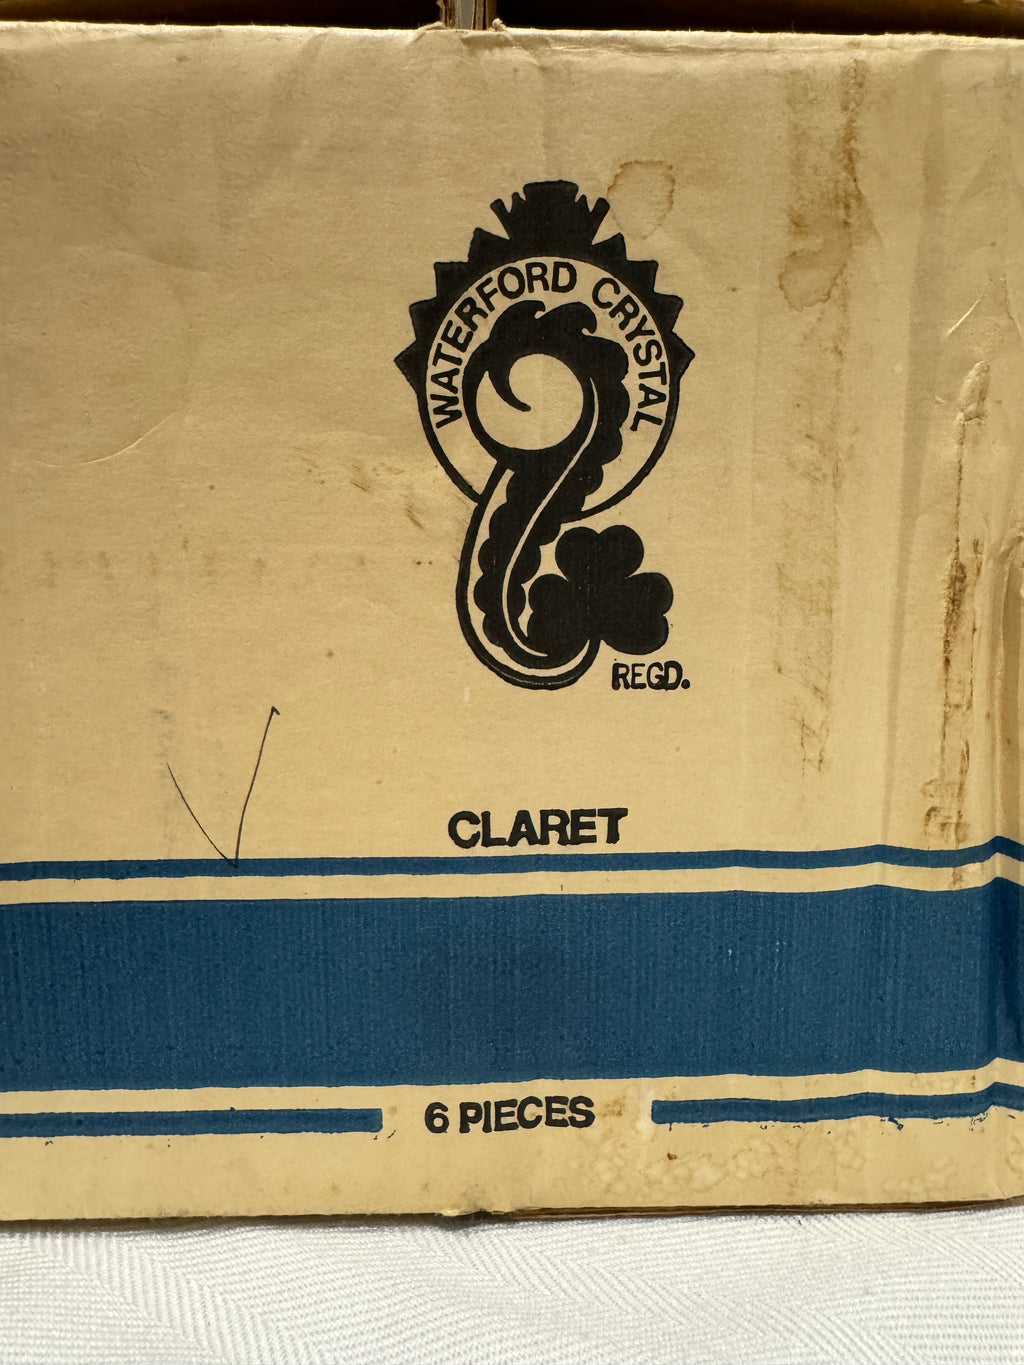 WATERFORD CRYSTAL
REGD.
CLARET
6 PIECES